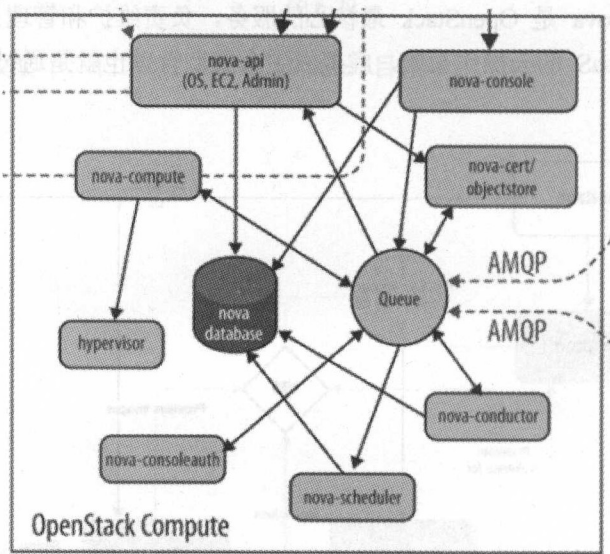 nova-api
(OS, EC2, Admin)
nova-console
nova-compute
nova-cert/
objectstore
AMQP
Queue
nova
database
AMQP
hypervisor
nova-conductor
nova-consoleauth
nova-scheduler
OpenStack Compute